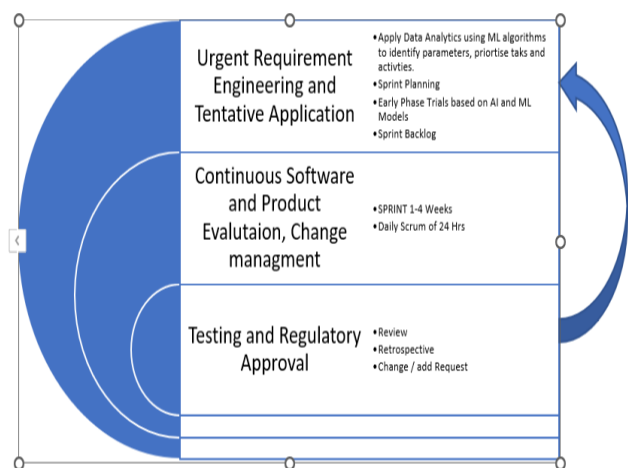 Urgent Requirement
Engineering and
Tentative Application
•Apply Data Analytics using ML algorithms
to identify parameters, priortise taks and
activties.
•Sprint Planning
•Early Phase Trials based on AI and ML
Models
•Sprint Backlog
Continuous Software
and Product
Evalutaion, Change
managment
•SPRINT 1-4 Weeks
•Daily Scrum of 24 Hrs
Testing and Regulatory
Approval
•Review
•Retrospective
•Change / add Request